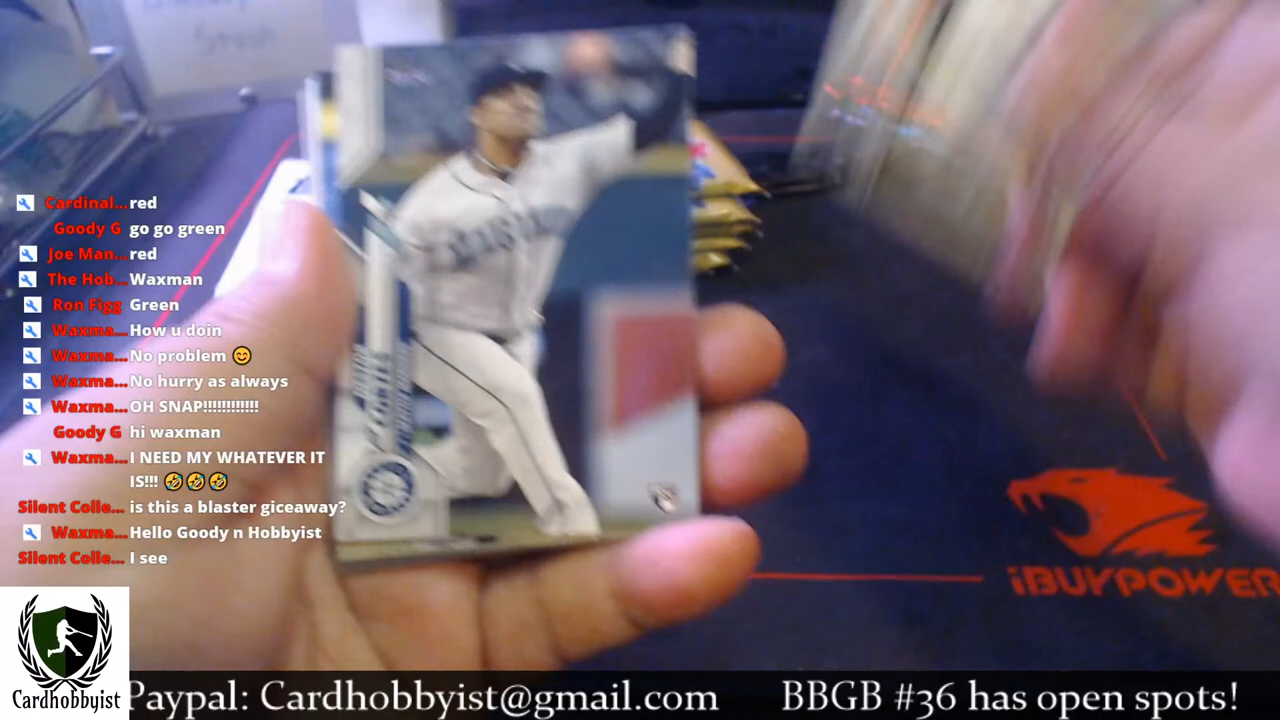 Cardinal... red
Goody G go go green
Joe Man... red
The Hob... Waxman
Ron Figg Green
Waxma... How u doin
Waxma... No problem 😊
Waxma... No hurry as always
Waxma... OH SNAP!!!!!!!!!!!!
Goody G hi waxman
Waxma... I NEED MY WHATEVER IT
IS!!! 🤣🤣🤣
Silent Colle... is this a blaster giceaway?
Waxma... Hello Goody n Hobbyist
Silent Colle... I see
iBUYPOWER
Cardhobbyist
Paypal: Cardhobbyist@gmail.com BBGB #36 has open spots!